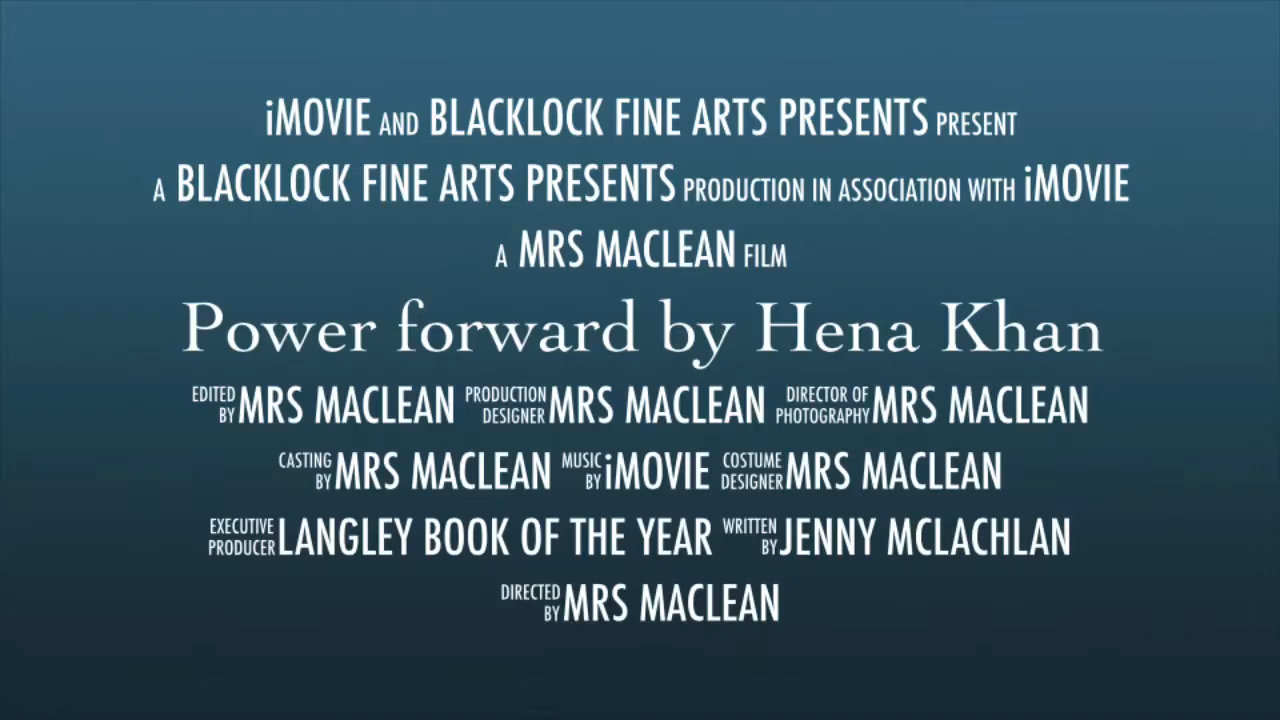 iMOVIE AND BLACKLOCK FINE ARTS PRESENTS PRESENT
A BLACKLOCK FINE ARTS PRESENTS PRODUCTION IN ASSOCIATION WITH iMOVIE
A MRS MACLEAN FILM
Power forward by Hena Khan
EDITED BY MRS MACLEAN PRODUCTION DESIGNER MRS MACLEAN DIRECTOR OF PHOTOGRAPHY MRS MACLEAN
CASTING BY MRS MACLEAN MUSIC BY iMOVIE COSTUME DESIGNER MRS MACLEAN
EXECUTIVE PRODUCER LANGLEY BOOK OF THE YEAR WRITTEN BY JENNY MCLACHLAN
DIRECTED BY MRS MACLEAN